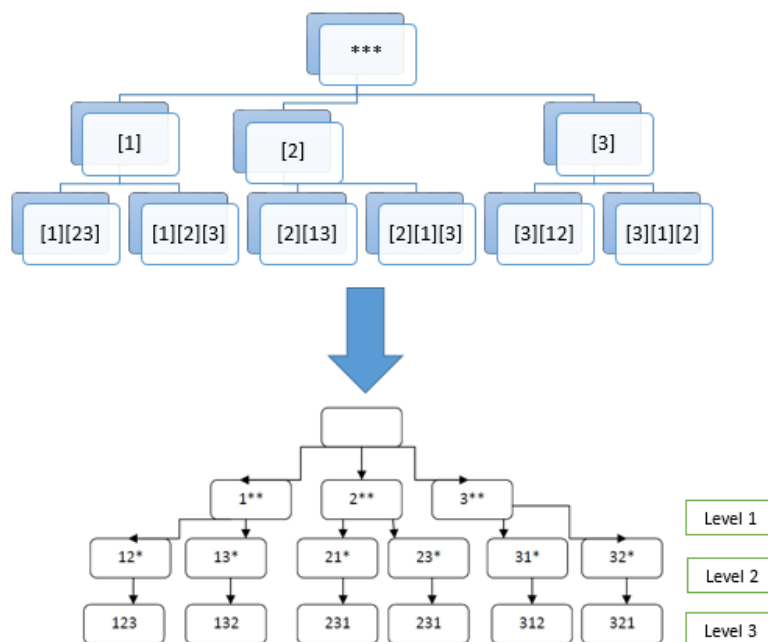 ***
[1] [2] [3]
[1][23] [1][2][3] [2][13] [2][1][3] [3][12] [3][1][2]
1** 2** 3**
Level 1
12* 13* 21* 23* 31* 32*
Level 2
123 132 231 231 312 321
Level 3